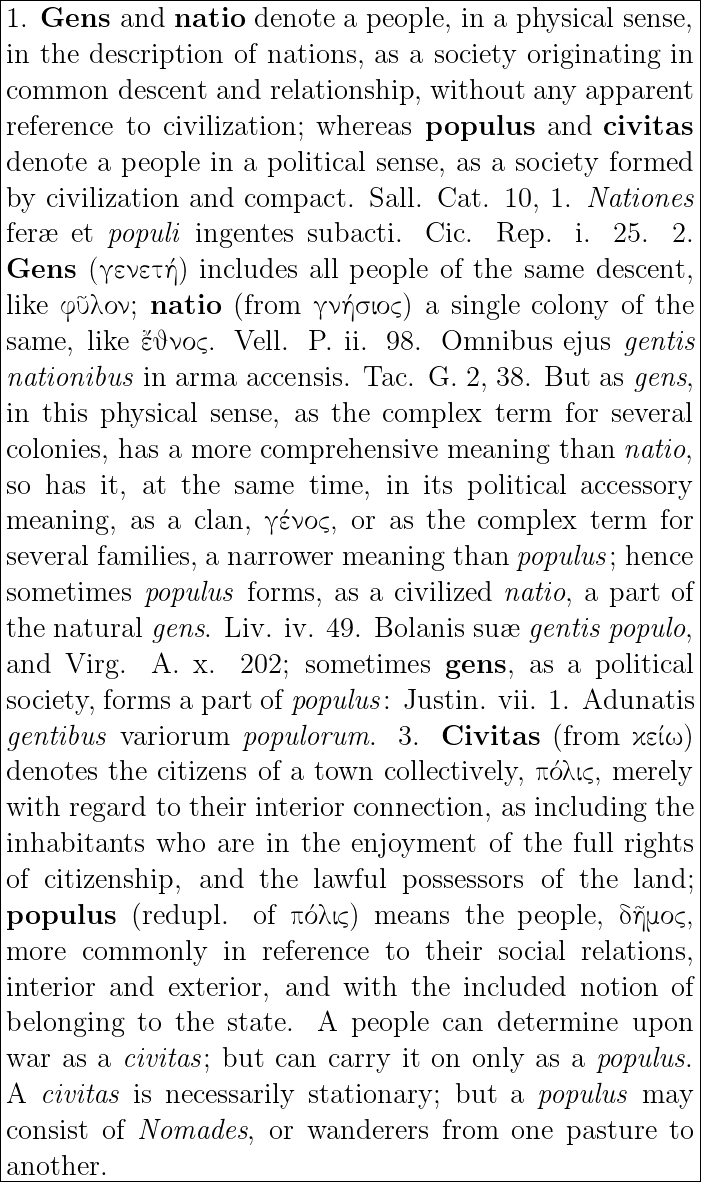 1. Gens and natio denote a people, in a physical sense,
in the description of nations, as a society originating in
common descent and relationship, without any apparent
reference to civilization; whereas populus and civitas
denote a people in a political sense, as a society formed
by civilization and compact. Sall. Cat. 10, 1. Nationes
feræ et populi ingentes subacti. Cic. Rep. i. 25. 2.
Gens (γενετή) includes all people of the same descent,
like φῦλον; natio (from γνήσιος) a single colony of the
same, like ἔϑνος. Vell. P. ii. 98. Omnibus ejus gentis
nationibus in arma accensis. Tac. G. 2, 38. But as gens,
in this physical sense, as the complex term for several
colonies, has a more comprehensive meaning than natio,
so has it, at the same time, in its political accessory
meaning, as a clan, γένος, or as the complex term for
several families, a narrower meaning than populus; hence
sometimes populus forms, as a civilized natio, a part of
the natural gens. Liv. iv. 49. Bolanis suæ gentis populo,
and Virg. A. x. 202; sometimes gens, as a political
society, forms a part of populus: Justin. vii. 1. Adunatis
gentibus variorum populorum. 3. Civitas (from ϰείω)
denotes the citizens of a town collectively, πόλις, merely
with regard to their interior connection, as including the
inhabitants who are in the enjoyment of the full rights
of citizenship, and the lawful possessors of the land;
populus (redupl. of πόλις) means the people, δῆμος,
more commonly in reference to their social relations,
interior and exterior, and with the included notion of
belonging to the state. A people can determine upon
war as a civitas; but can carry it on only as a populus.
A civitas is necessarily stationary; but a populus may
consist of Nomades, or wanderers from one pasture to
another.